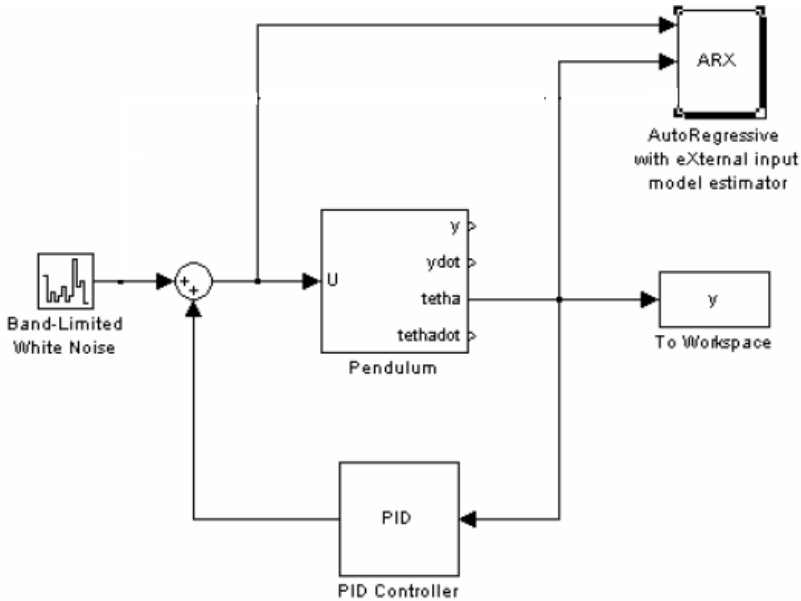 ARX
AutoRegressive
with eXternal input
model estimator
y
ydot
U
tetha
tethadot
Pendulum
Band-Limited
White Noise
y
To Workspace
PID
PID Controller